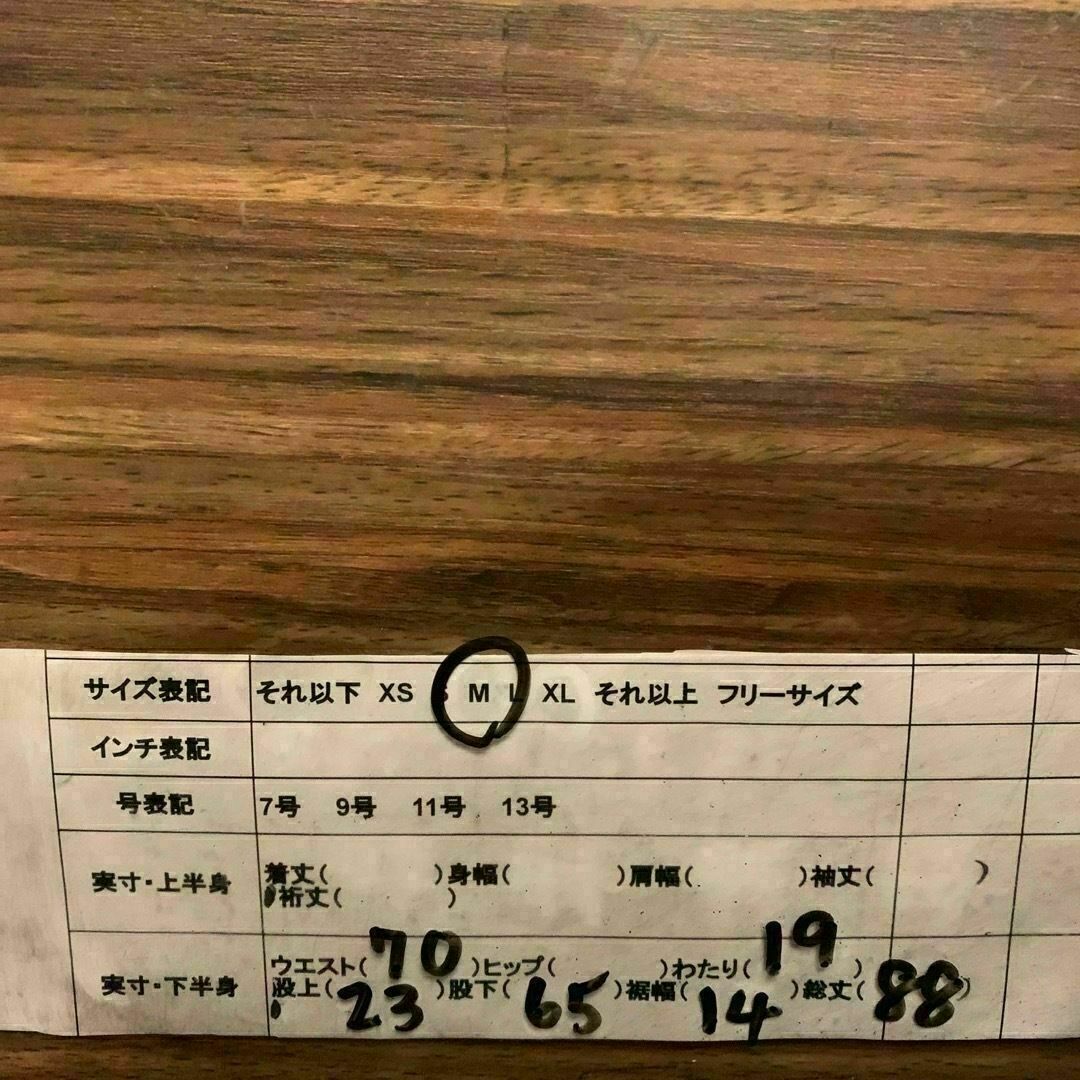 サイズ表記 それ以下 XS S M L XL それ以上 フリーサイズ
インチ表記
号表記 7号 9号 11号 13号
実寸・上半身 着丈( )身幅( )肩幅( )袖丈( )
裄丈( )
実寸・下半身 ウエスト( 70 )ヒップ( )わたり( 19 )
股上( 23 )股下( 65 )裾幅( 14 )総丈( 88 )